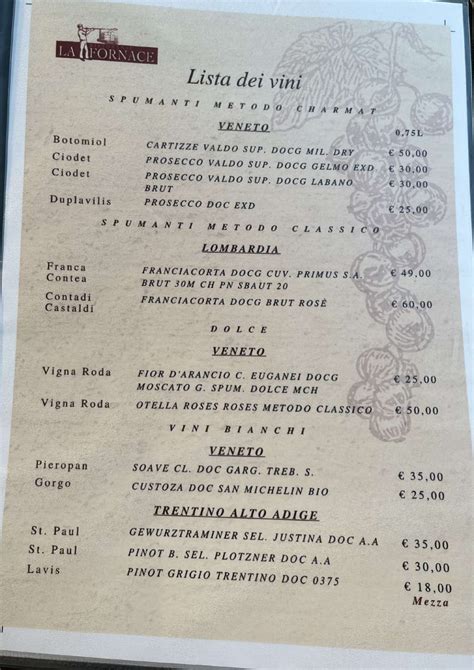 LA FORNACE
Lista dei vini
SPUMANTI METODO CHARMAT
VENETO 0,75L
Botomiol CARTIZZE VALDO SUP. DOCG MIL. DRY € 50,00
Ciodet PROSECCO VALDO SUP. DOCG GELMO EXD € 30,00
Ciodet PROSECCO VALDO SUP. DOCG LABANO € 30,00
BRUT
Duplavilis PROSECCO DOC EXD € 25,00
SPUMANTI METODO CLASSICO
LOMBARDIA
Franca FRANCIACORTA DOCG CUV. PRIMUS S.A. € 49,00
Contea BRUT 30M CH PN SBAUT 20
Contadi FRANCIACORTA DOCG BRUT ROSÈ € 60,00
Castaldi
DOLCE
VENETO
Vigna Roda FIOR D'ARANCIO C. EUGANEI DOCG € 25,00
MOSCATO G. SPUM. DOLCE MCH
Vigna Roda OTELLA ROSES ROSES METODO CLASSICO € 50,00
VINI BIANCHI
VENETO
Pieropan SOAVE CL. DOC GARG. TREB. S. € 35,00
Gorgo CUSTOZA DOC SAN MICHELIN BIO € 25,00
TRENTINO ALTO ADIGE
St. Paul GEWURZTRAMINER SEL. JUSTINA DOC A.A € 35,00
St. Paul PINOT B. SEL. PLOTZNER DOC A.A € 30,00
Lavis PINOT GRIGIO TRENTINO DOC 0375 € 18,00
Mezza